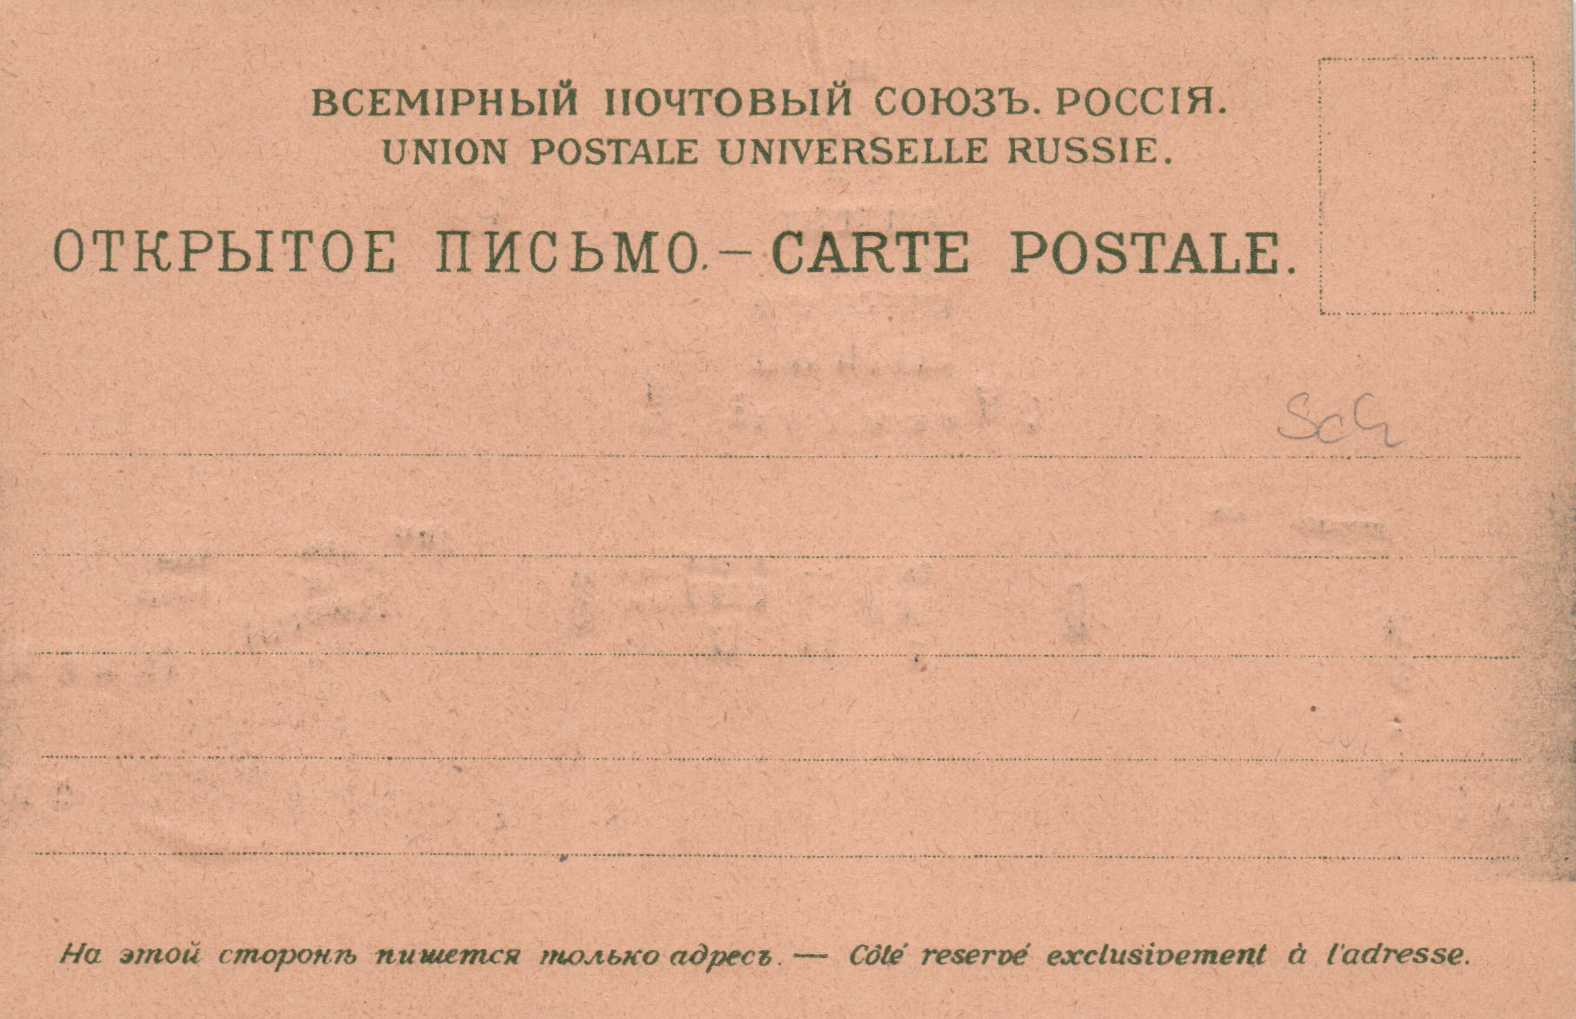 ВСЕМІРНЫЙ ПОЧТОВЫЙ СОЮЗЪ. РОССІЯ.
UNION POSTALE UNIVERSELLE RUSSIE.
ОТКРЫТОЕ ПИСЬМО.— CARTE POSTALE.
На этой сторонѣ пишется только адресъ. — Côté reservé exclusivement à l'adresse.